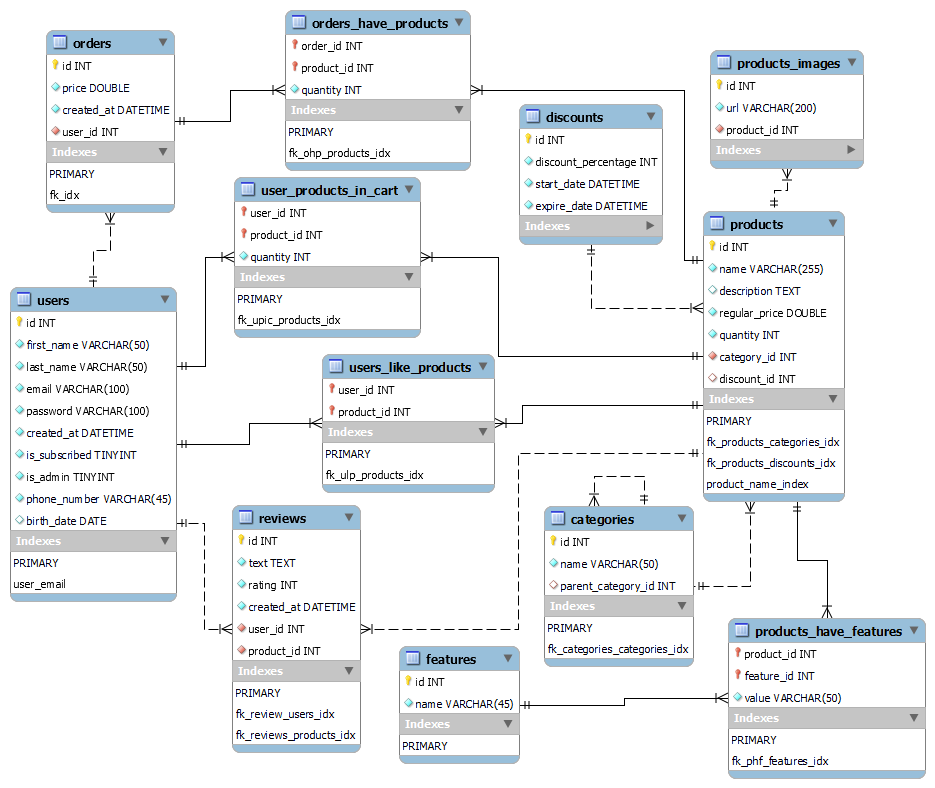 orders
id INT
price DOUBLE
created_at DATETIME
user_id INT
Indexes
PRIMARY
fk_idx
orders_have_products
order_id INT
product_id INT
quantity INT
Indexes
PRIMARY
fk_ohp_products_idx
products_images
id INT
url VARCHAR(200)
product_id INT
Indexes
discounts
id INT
discount_percentage INT
start_date DATETIME
expire_date DATETIME
Indexes
user_products_in_cart
user_id INT
product_id INT
quantity INT
Indexes
PRIMARY
fk_upic_products_idx
products
id INT
name VARCHAR(255)
description TEXT
regular_price DOUBLE
quantity INT
category_id INT
discount_id INT
Indexes
PRIMARY
fk_products_categories_idx
fk_products_discounts_idx
product_name_index
users
id INT
first_name VARCHAR(50)
last_name VARCHAR(50)
email VARCHAR(100)
password VARCHAR(100)
created_at DATETIME
is_subscribed TINYINT
is_admin TINYINT
phone_number VARCHAR(45)
birth_date DATE
Indexes
PRIMARY
user_email
users_like_products
user_id INT
product_id INT
Indexes
PRIMARY
fk_ulp_products_idx
reviews
id INT
text TEXT
rating INT
created_at DATETIME
user_id INT
product_id INT
Indexes
PRIMARY
fk_review_users_idx
fk_reviews_products_idx
categories
id INT
name VARCHAR(50)
parent_category_id INT
Indexes
PRIMARY
fk_categories_categories_idx
features
id INT
name VARCHAR(45)
Indexes
PRIMARY
products_have_features
product_id INT
feature_id INT
value VARCHAR(50)
Indexes
PRIMARY
fk_phf_features_idx